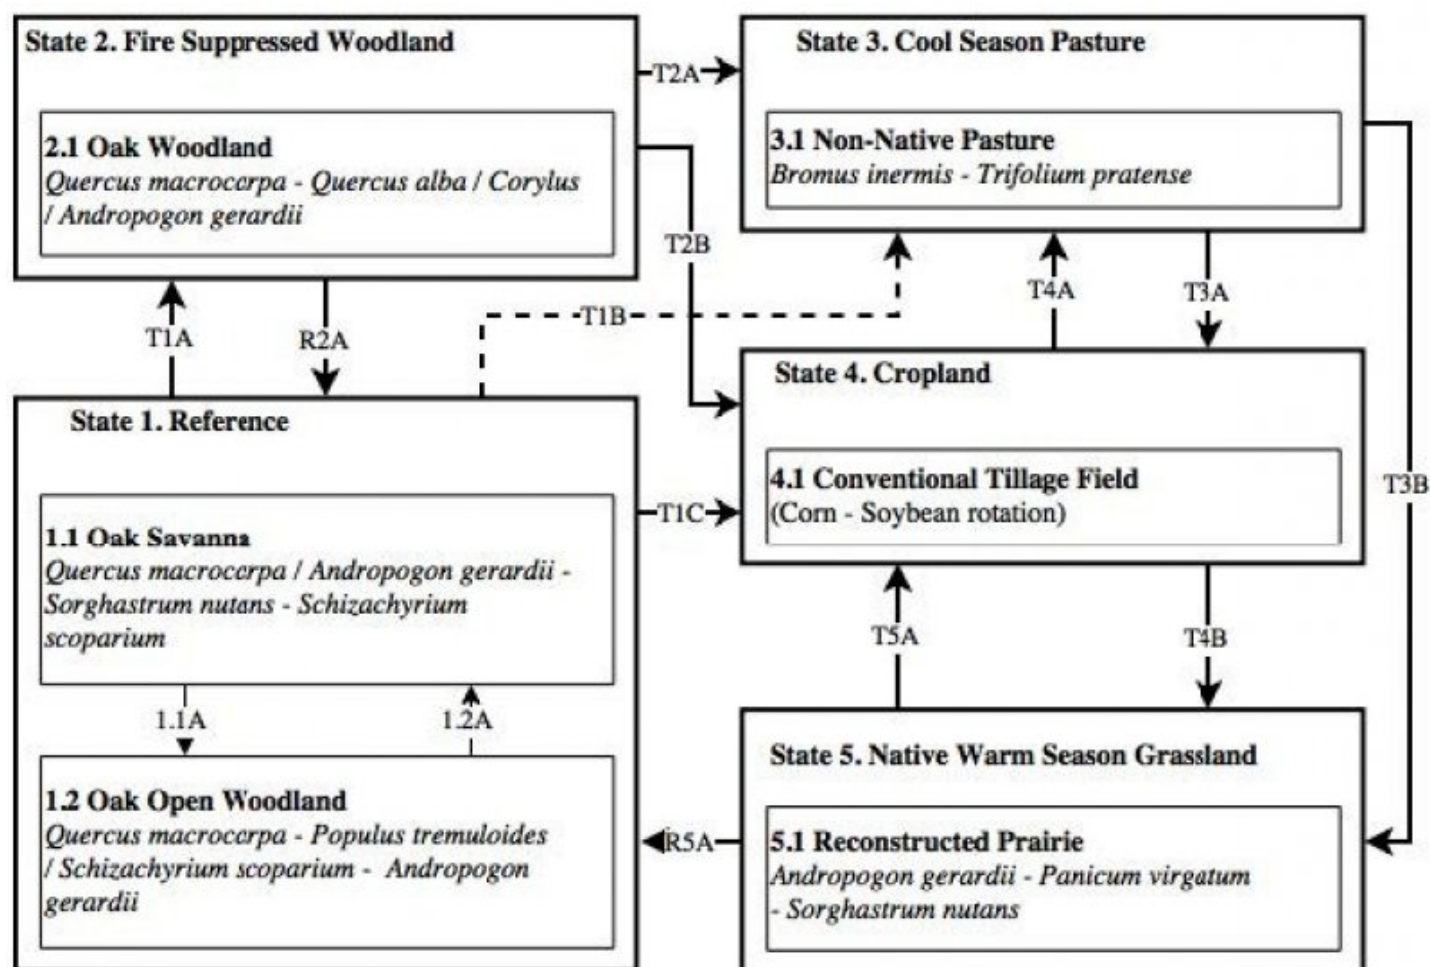 State 2. Fire Suppressed Woodland
2.1 Oak Woodland
Quercus macrocarpa - Quercus alba / Corylus
/ Andropogon gerardii
T2A
State 3. Cool Season Pasture
3.1 Non-Native Pasture
Bromus inermis - Trifolium pratense
T2B
T1A
R2A
T1B
T4A
T3A
State 1. Reference
1.1 Oak Savanna
Quercus macrocarpa / Andropogon gerardii -
Sorghastrum nutans - Schizachyrium
scoparium
1.1A
1.2A
1.2 Oak Open Woodland
Quercus macrocarpa - Populus tremuloides
/ Schizachyrium scoparium - Andropogon
gerardii
T1C
State 4. Cropland
4.1 Conventional Tillage Field
(Corn - Soybean rotation)
T3B
T5A
T4B
R5A
State 5. Native Warm Season Grassland
5.1 Reconstructed Prairie
Andropogon gerardii - Panicum virgatum
- Sorghastrum nutans